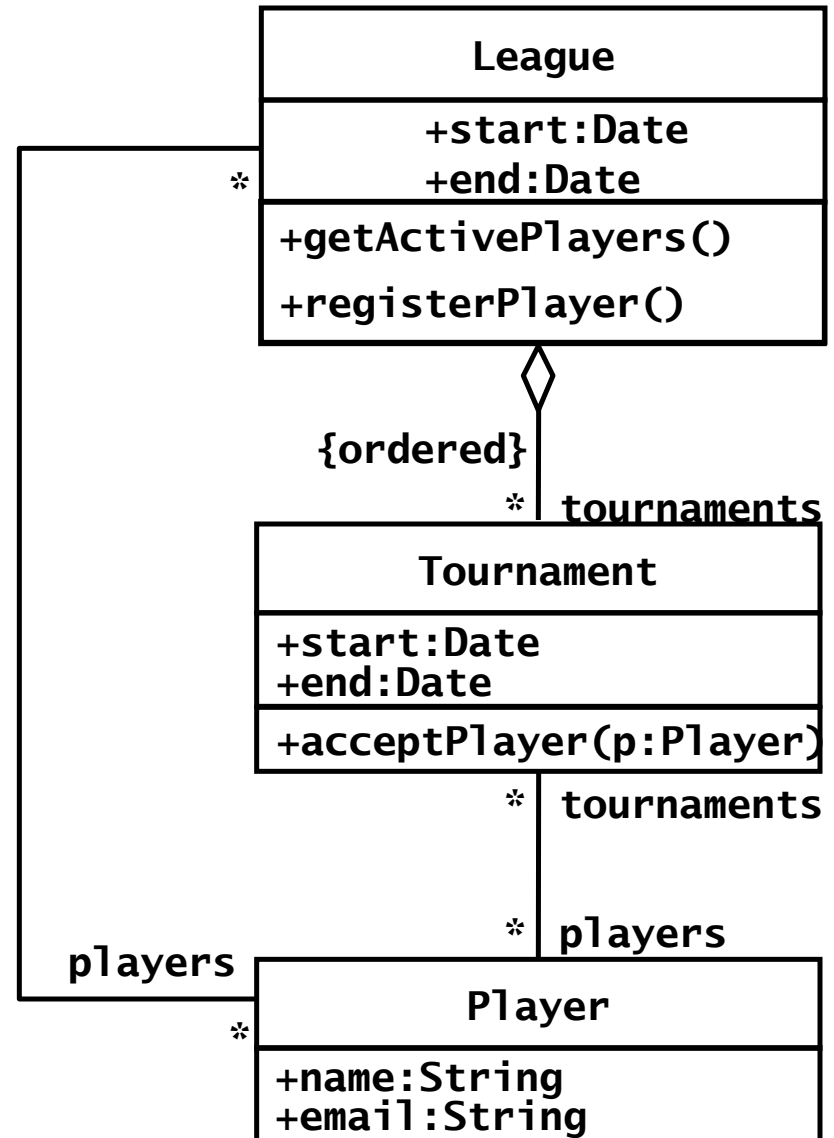 League
+start:Date
*
+end:Date
+getActivePlayers()
+registerPlayer()
{ordered}
* tournaments
Tournament
+start:Date
+end:Date
+acceptPlayer(p:Player)
* tournaments
* players
players
Player
*
+name:String
+email:String